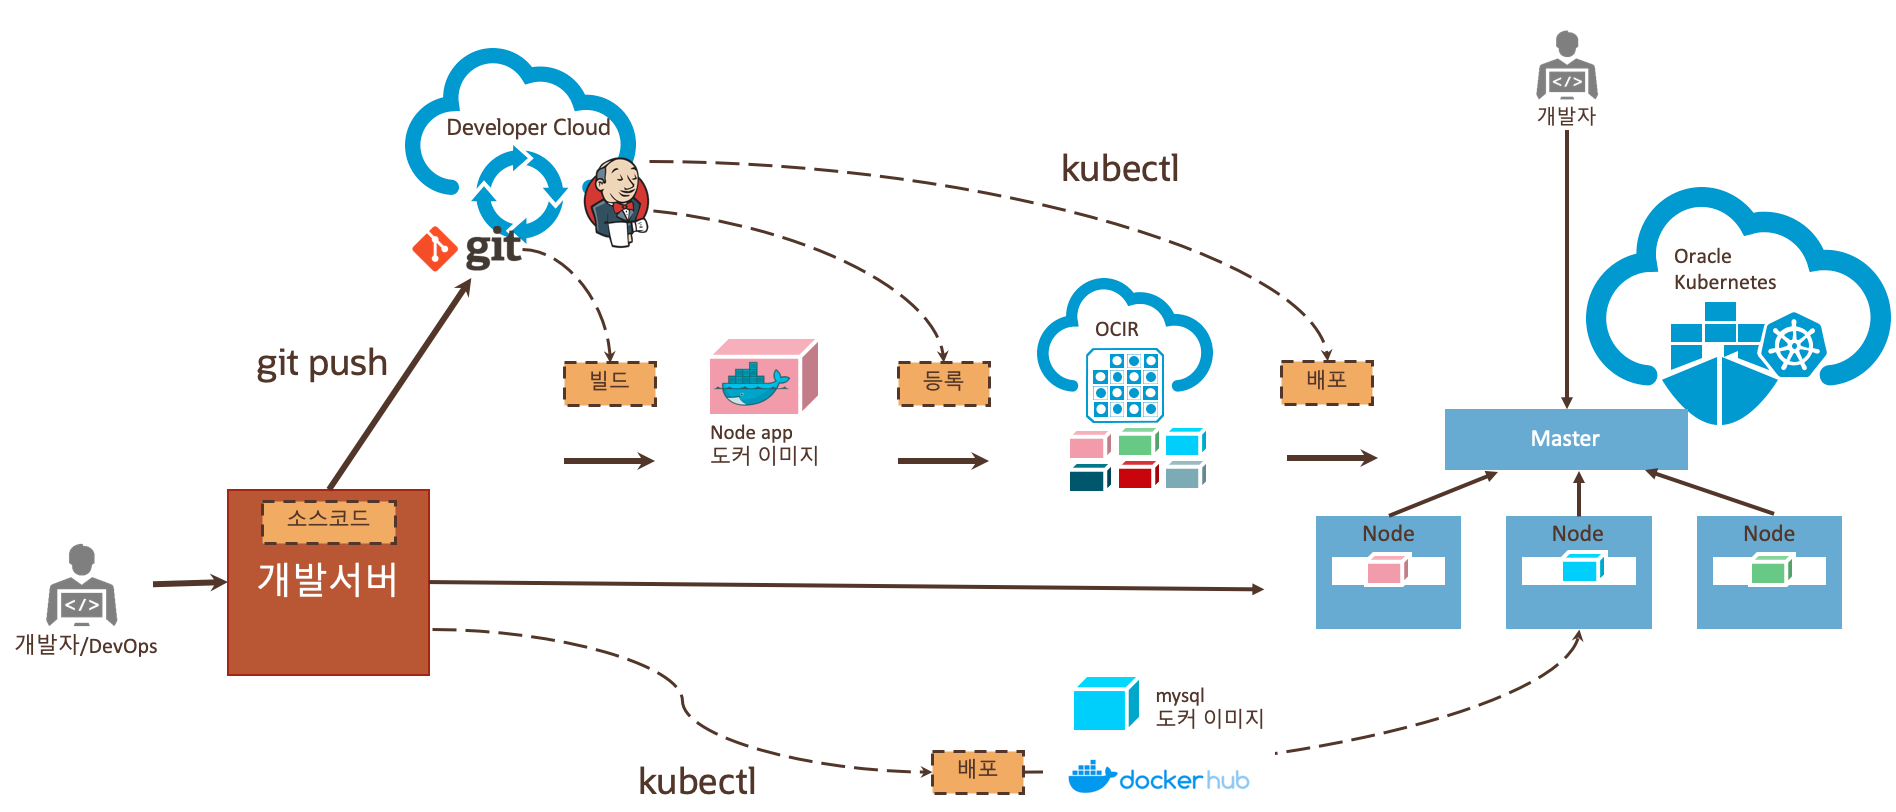 Developer Cloud
git
git push
kubectl
개발자
Oracle
Kubernetes
OCIR
빌드
등록
배포
Node app
도커 이미지
Master
소스코드
개발서버
</>
개발자/DevOps
</>
Node
Node
Node
mysql
도커 이미지
kubectl
배포
dockerhub